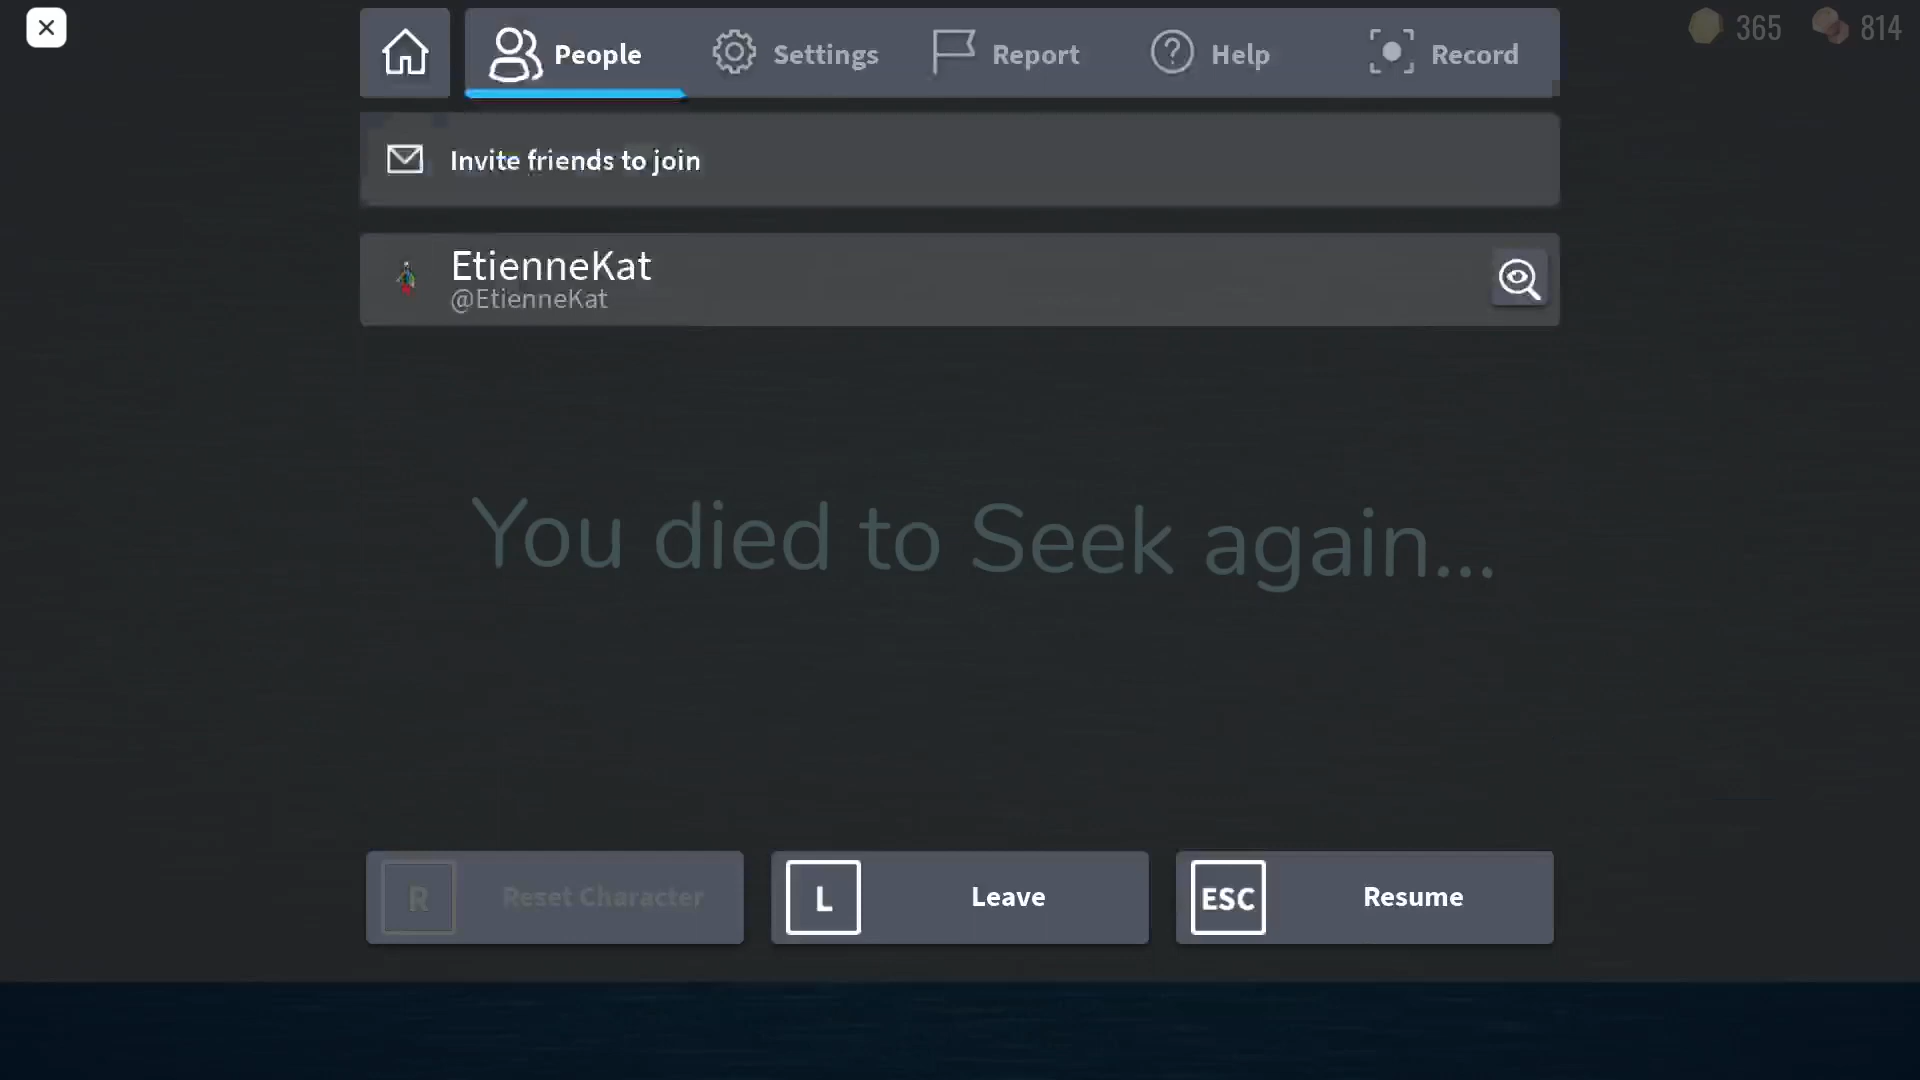 People
Settings
Report
Help
Record
365
814
Invite friends to join
EtienneKat
@EtienneKat
You died to Seek again...
R
Reset Character
L
Leave
ESC
Resume